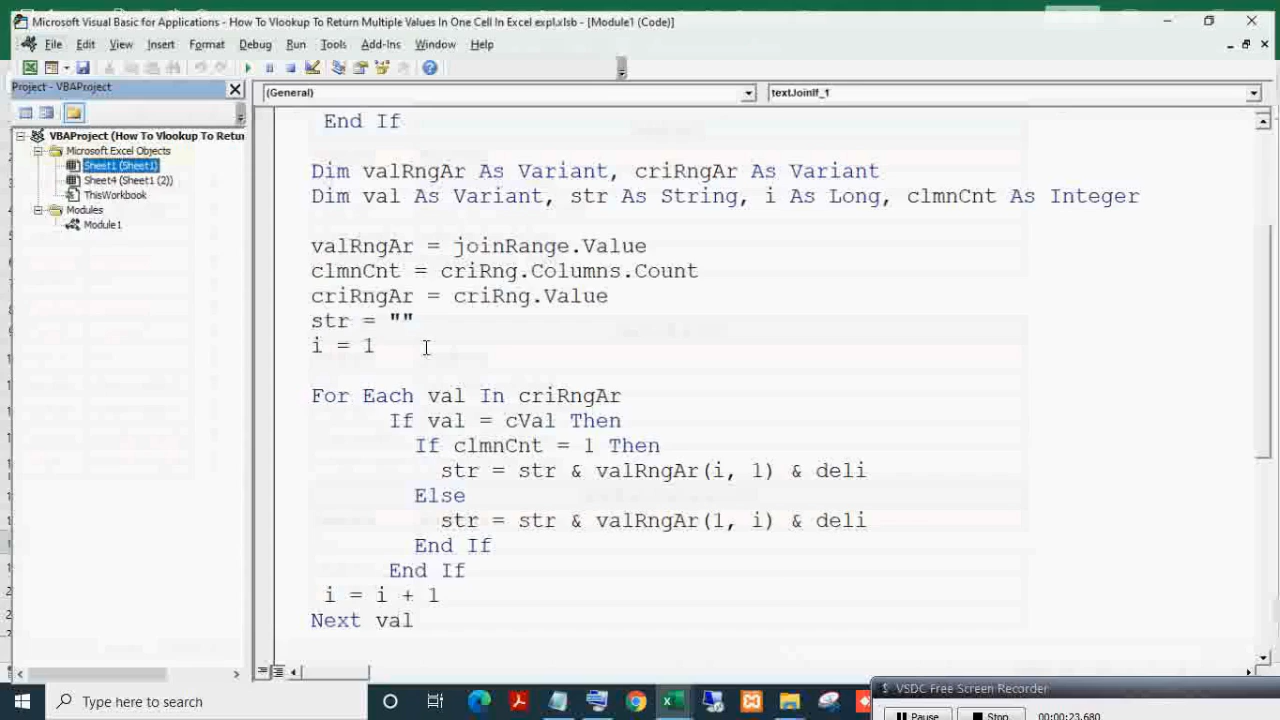 Microsoft Visual Basic for Applications - How To Vlookup To Return Multiple Values In One Cell In Excel expl.xlsb - [Module1 (Code)]
File Edit View Insert Format Debug Run Tools Add-Ins Window Help
Project - VBAProject
(General)
textJoinIf_1
VBAProject (How To Vlookup To Retur
Microsoft Excel Objects
Sheet1 (Sheet1)
Sheet4 (Sheet1 (2))
ThisWorkbook
Modules
Module1
End If
Dim valRngAr As Variant, criRngAr As Variant
Dim val As Variant, str As String, i As Long, clmnCnt As Integer
valRngAr = joinRange.Value
clmnCnt = criRng.Columns.Count
criRngAr = criRng.Value
str = ""
i = 1
For Each val In criRngAr
If val = cVal Then
If clmnCnt = 1 Then
str = str & valRngAr(i, 1) & deli
Else
str = str & valRngAr(1, i) & deli
End If
End If
i = i + 1
Next val
Type here to search
VSDC Free Screen Recorder
Pause
Stop
00:00:23.680